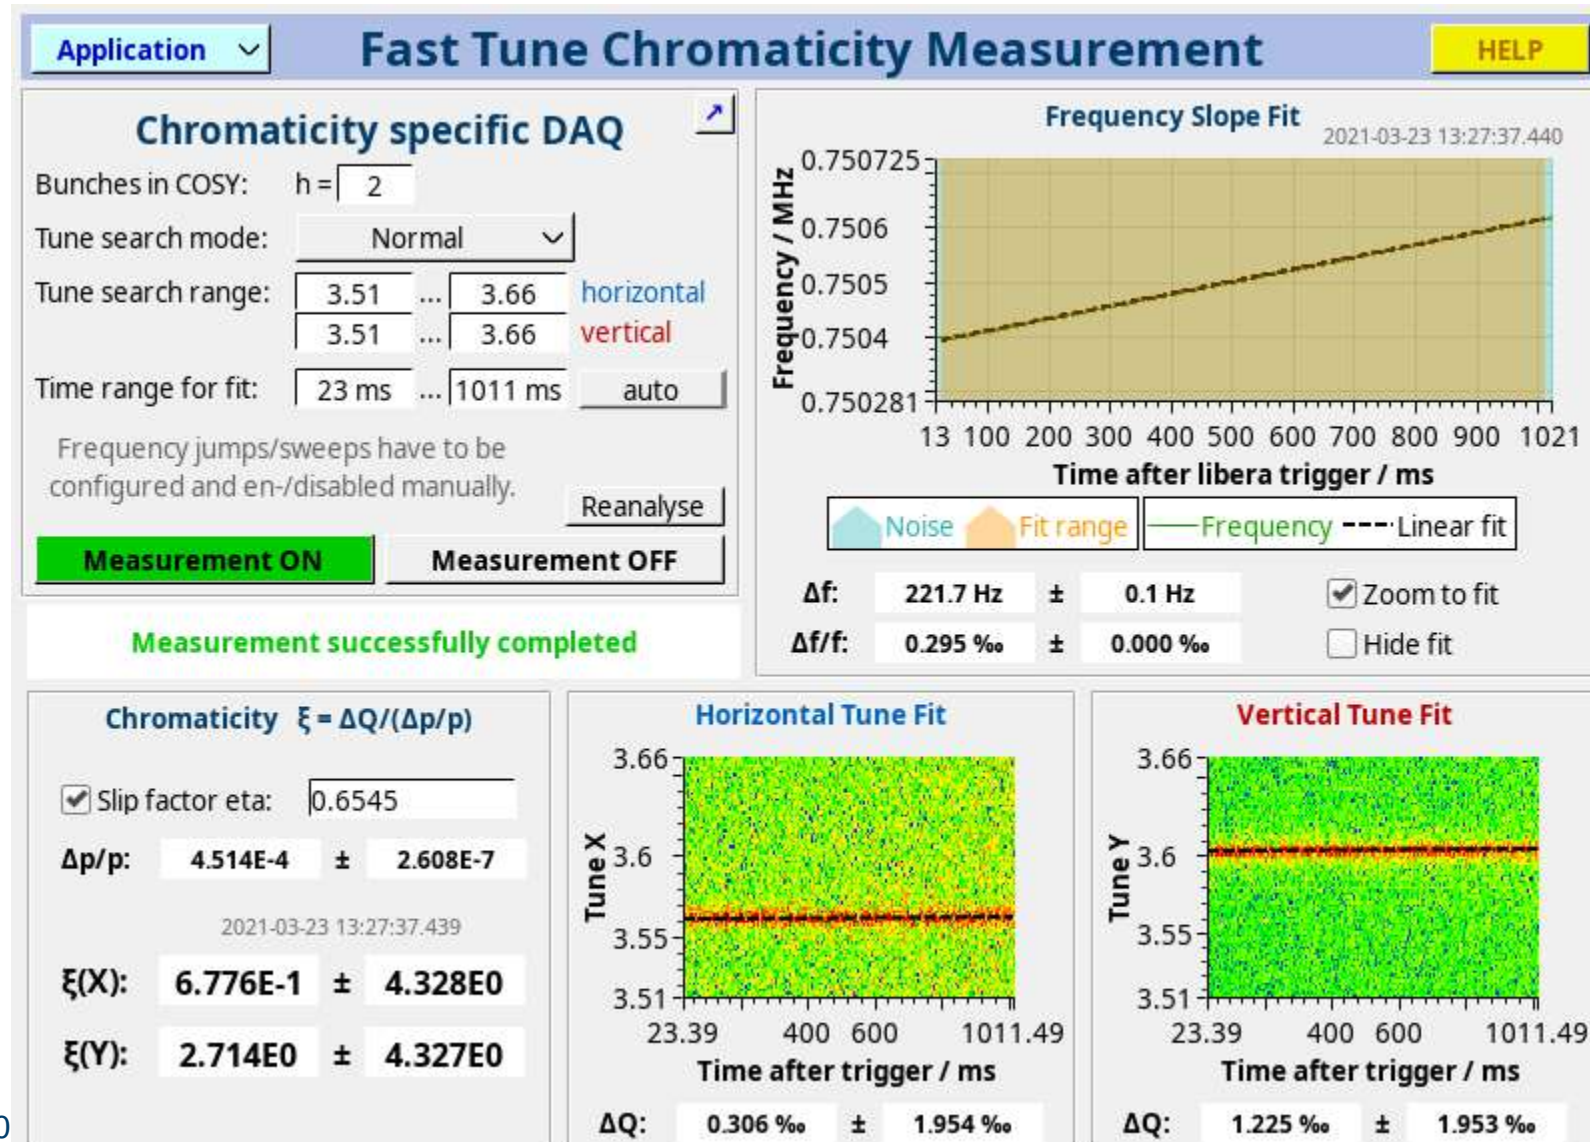 Application Fast Tune Chromaticity Measurement HELP
Chromaticity specific DAQ
Bunches in COSY: h = 2
Tune search mode: Normal
Tune search range: 3.51 ... 3.66 horizontal
3.51 ... 3.66 vertical
Time range for fit: 23 ms ... 1011 ms auto
Frequency jumps/sweeps have to be
configured and en-/disabled manually.
Reanalyse
Measurement ON Measurement OFF
Measurement successfully completed
Frequency Slope Fit 2021-03-23 13:27:37.440
Frequency / MHz
0.750725
0.7506
0.7505
0.7504
0.750281
13 100 200 300 400 500 600 700 800 900 1021
Time after libera trigger / ms
Noise Fit range Frequency Linear fit
Δf: 221.7 Hz ± 0.1 Hz Zoom to fit
Δf/f: 0.295 ‰ ± 0.000 ‰ Hide fit
Chromaticity ξ = ΔQ/(Δp/p)
Slip factor eta: 0.6545
Δp/p: 4.514E-4 ± 2.608E-7
2021-03-23 13:27:37.439
ξ(X): 6.776E-1 ± 4.328E0
ξ(Y): 2.714E0 ± 4.327E0
Horizontal Tune Fit
Tune X
3.66
3.6
3.55
3.51
23.39 400 600 1011.49
Time after trigger / ms
ΔQ: 0.306 ‰ ± 1.954 ‰
Vertical Tune Fit
Tune Y
3.66
3.6
3.55
3.51
23.39 400 600 1011.49
Time after trigger / ms
ΔQ: 1.225 ‰ ± 1.953 ‰